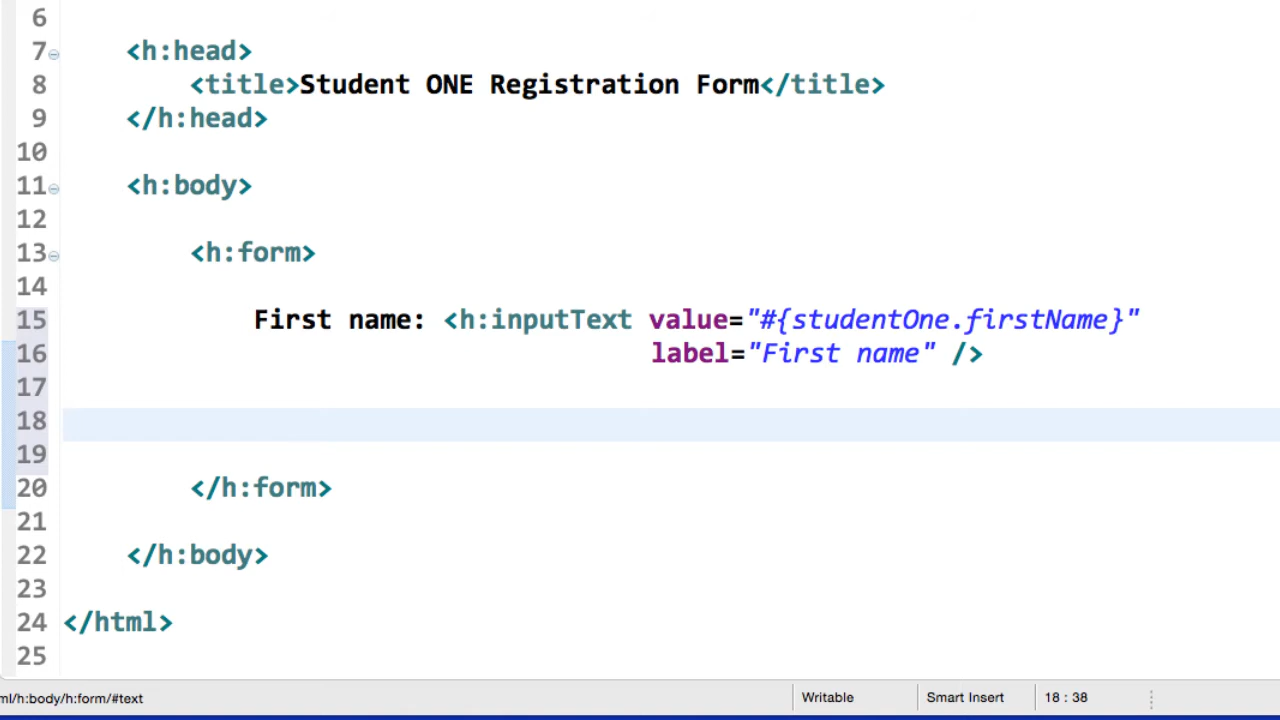 6
7 <h:head>
8 <title>Student ONE Registration Form</title>
9 </h:head>
10
11 <h:body>
12
13 <h:form>
14
15 First name: <h:inputText value="#{studentOne.firstName}"
16 label="First name" />
17
18
19
20 </h:form>
21
22 </h:body>
23
24 </html>
25
ml/h:body/h:form/#text Writable Smart Insert 18 : 38